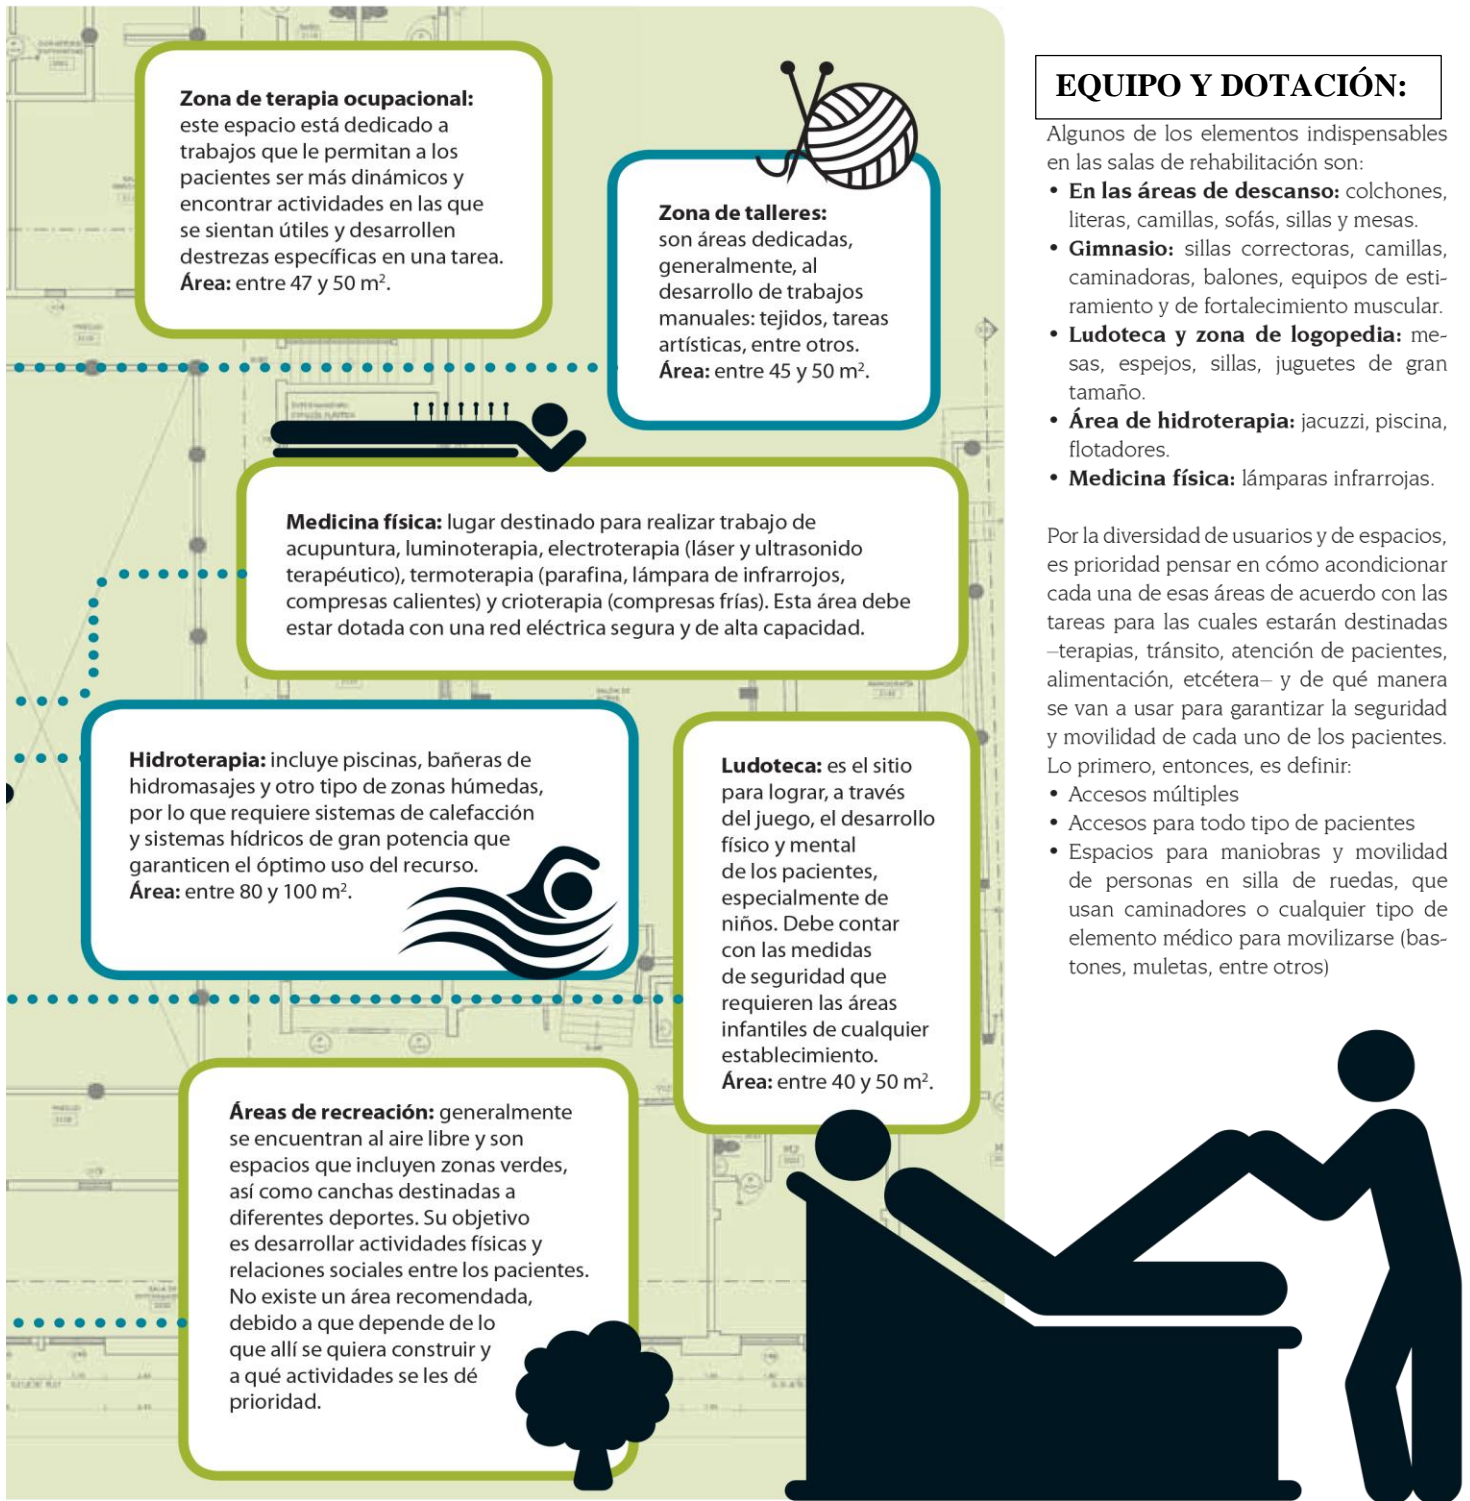 Zona de terapia ocupacional:
este espacio está dedicado a
trabajos que le permitan a los
pacientes ser más dinámicos y
encontrar actividades en las que
se sientan útiles y desarrollen
destrezas específicas en una tarea.
Área: entre 47 y 50 m².
Zona de talleres:
son áreas dedicadas,
generalmente, al
desarrollo de trabajos
manuales: tejidos, tareas
artísticas, entre otros.
Área: entre 45 y 50 m².
Medicina física: lugar destinado para realizar trabajo de
acupuntura, luminoterapia, electroterapia (láser y ultrasonido
terapéutico), termoterapia (parafina, lámpara de infrarrojos,
compresas calientes) y crioterapia (compresas frías). Esta área debe
estar dotada con una red eléctrica segura y de alta capacidad.
Hidroterapia: incluye piscinas, bañeras de
hidromasajes y otro tipo de zonas húmedas,
por lo que requiere sistemas de calefacción
y sistemas hídricos de gran potencia que
garanticen el óptimo uso del recurso.
Área: entre 80 y 100 m².
Ludoteca: es el sitio
para lograr, a través
del juego, el desarrollo
físico y mental
de los pacientes,
especialmente de
niños. Debe contar
con las medidas
de seguridad que
requieren las áreas
infantiles de cualquier
establecimiento.
Área: entre 40 y 50 m².
Áreas de recreación: generalmente
se encuentran al aire libre y son
espacios que incluyen zonas verdes,
así como canchas destinadas a
diferentes deportes. Su objetivo
es desarrollar actividades físicas y
relaciones sociales entre los pacientes.
No existe un área recomendada,
debido a que depende de lo
que allí se quiera construir y
a qué actividades se les dé
prioridad.
EQUIPO Y DOTACIÓN:
Algunos de los elementos indispensables
en las salas de rehabilitación son:
• En las áreas de descanso: colchones,
literas, camillas, sofás, sillas y mesas.
• Gimnasio: sillas correctoras, camillas,
caminadoras, balones, equipos de esti-
ramiento y de fortalecimiento muscular.
• Ludoteca y zona de logopedia: me-
sas, espejos, sillas, juguetes de gran
tamaño.
• Área de hidroterapia: jacuzzi, piscina,
flotadores.
• Medicina física: lámparas infrarrojas.
Por la diversidad de usuarios y de espacios,
es prioridad pensar en cómo acondicionar
cada una de esas áreas de acuerdo con las
tareas para las cuales estarán destinadas
–terapias, tránsito, atención de pacientes,
alimentación, etcétera– y de qué manera
se van a usar para garantizar la seguridad
y movilidad de cada uno de los pacientes.
Lo primero, entonces, es definir:
• Accesos múltiples
• Accesos para todo tipo de pacientes
• Espacios para maniobras y movilidad
de personas en silla de ruedas, que
usan caminadores o cualquier tipo de
elemento médico para movilizarse (bas-
tones, muletas, entre otros)